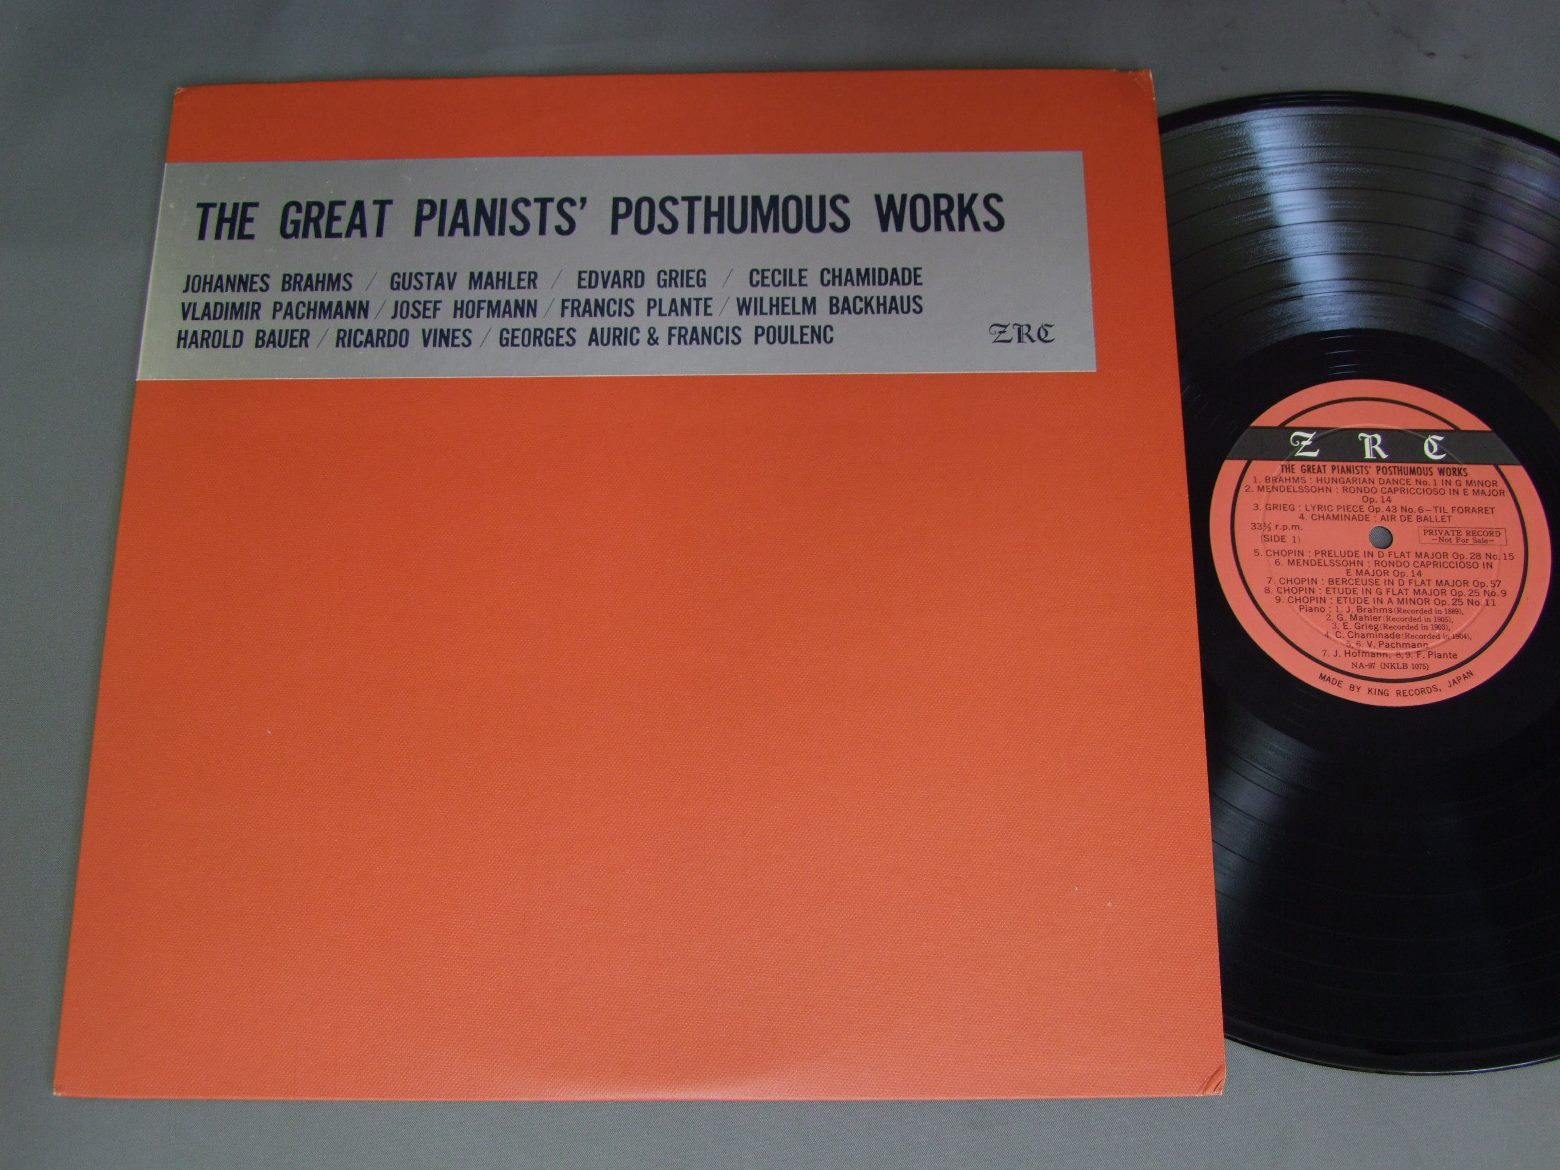 THE GREAT PIANISTS' POSTHUMOUS WORKS
JOHANNES BRAHMS / GUSTAV MAHLER / EDVARD GRIEG / CECILE CHAMIDADE
VLADIMIR PACHMANN / JOSEF HOFMANN / FRANCIS PLANTE / WILHELM BACKHAUS
HAROLD BAUER / RICARDO VINES / GEORGES AURIC & FRANCIS POULENC
ZRC
Z R C
THE GREAT PIANISTS' POSTHUMOUS WORKS
1. BRAHMS : HUNGARIAN DANCE No. 1 IN G MINOR
2. MENDELSSOHN : RONDO CAPRICCIOSO IN E MAJOR
Op. 14
3. GRIEG : LYRIC PIECE Op. 43 No. 6 – TIL FORARET
4. CHAMINADE : AIR DE BALLET
33⅓ r.p.m.
(SIDE 1)
PRIVATE RECORD
—Not For Sale—
5. CHOPIN : PRELUDE IN D FLAT MAJOR Op. 28 No. 15
6. MENDELSSOHN : RONDO CAPRICCIOSO IN
E MAJOR Op. 14
7. CHOPIN : BERCEUSE IN D FLAT MAJOR Op. 57
8. CHOPIN : ETUDE IN G FLAT MAJOR Op. 25 No. 9
9. CHOPIN : ETUDE IN A MINOR Op. 25 No. 11
Piano : 1. J. Brahms (Recorded in 1889),
2. G. Mahler (Recorded in 1905),
3. E. Grieg (Recorded in 1903),
4. C. Chaminade (Recorded in 1904),
5, 6. V. Pachmann,
7. J. Hofmann, 8, 9. F. Plante
NA-97 (NKLB 1075)
MADE BY KING RECORDS, JAPAN